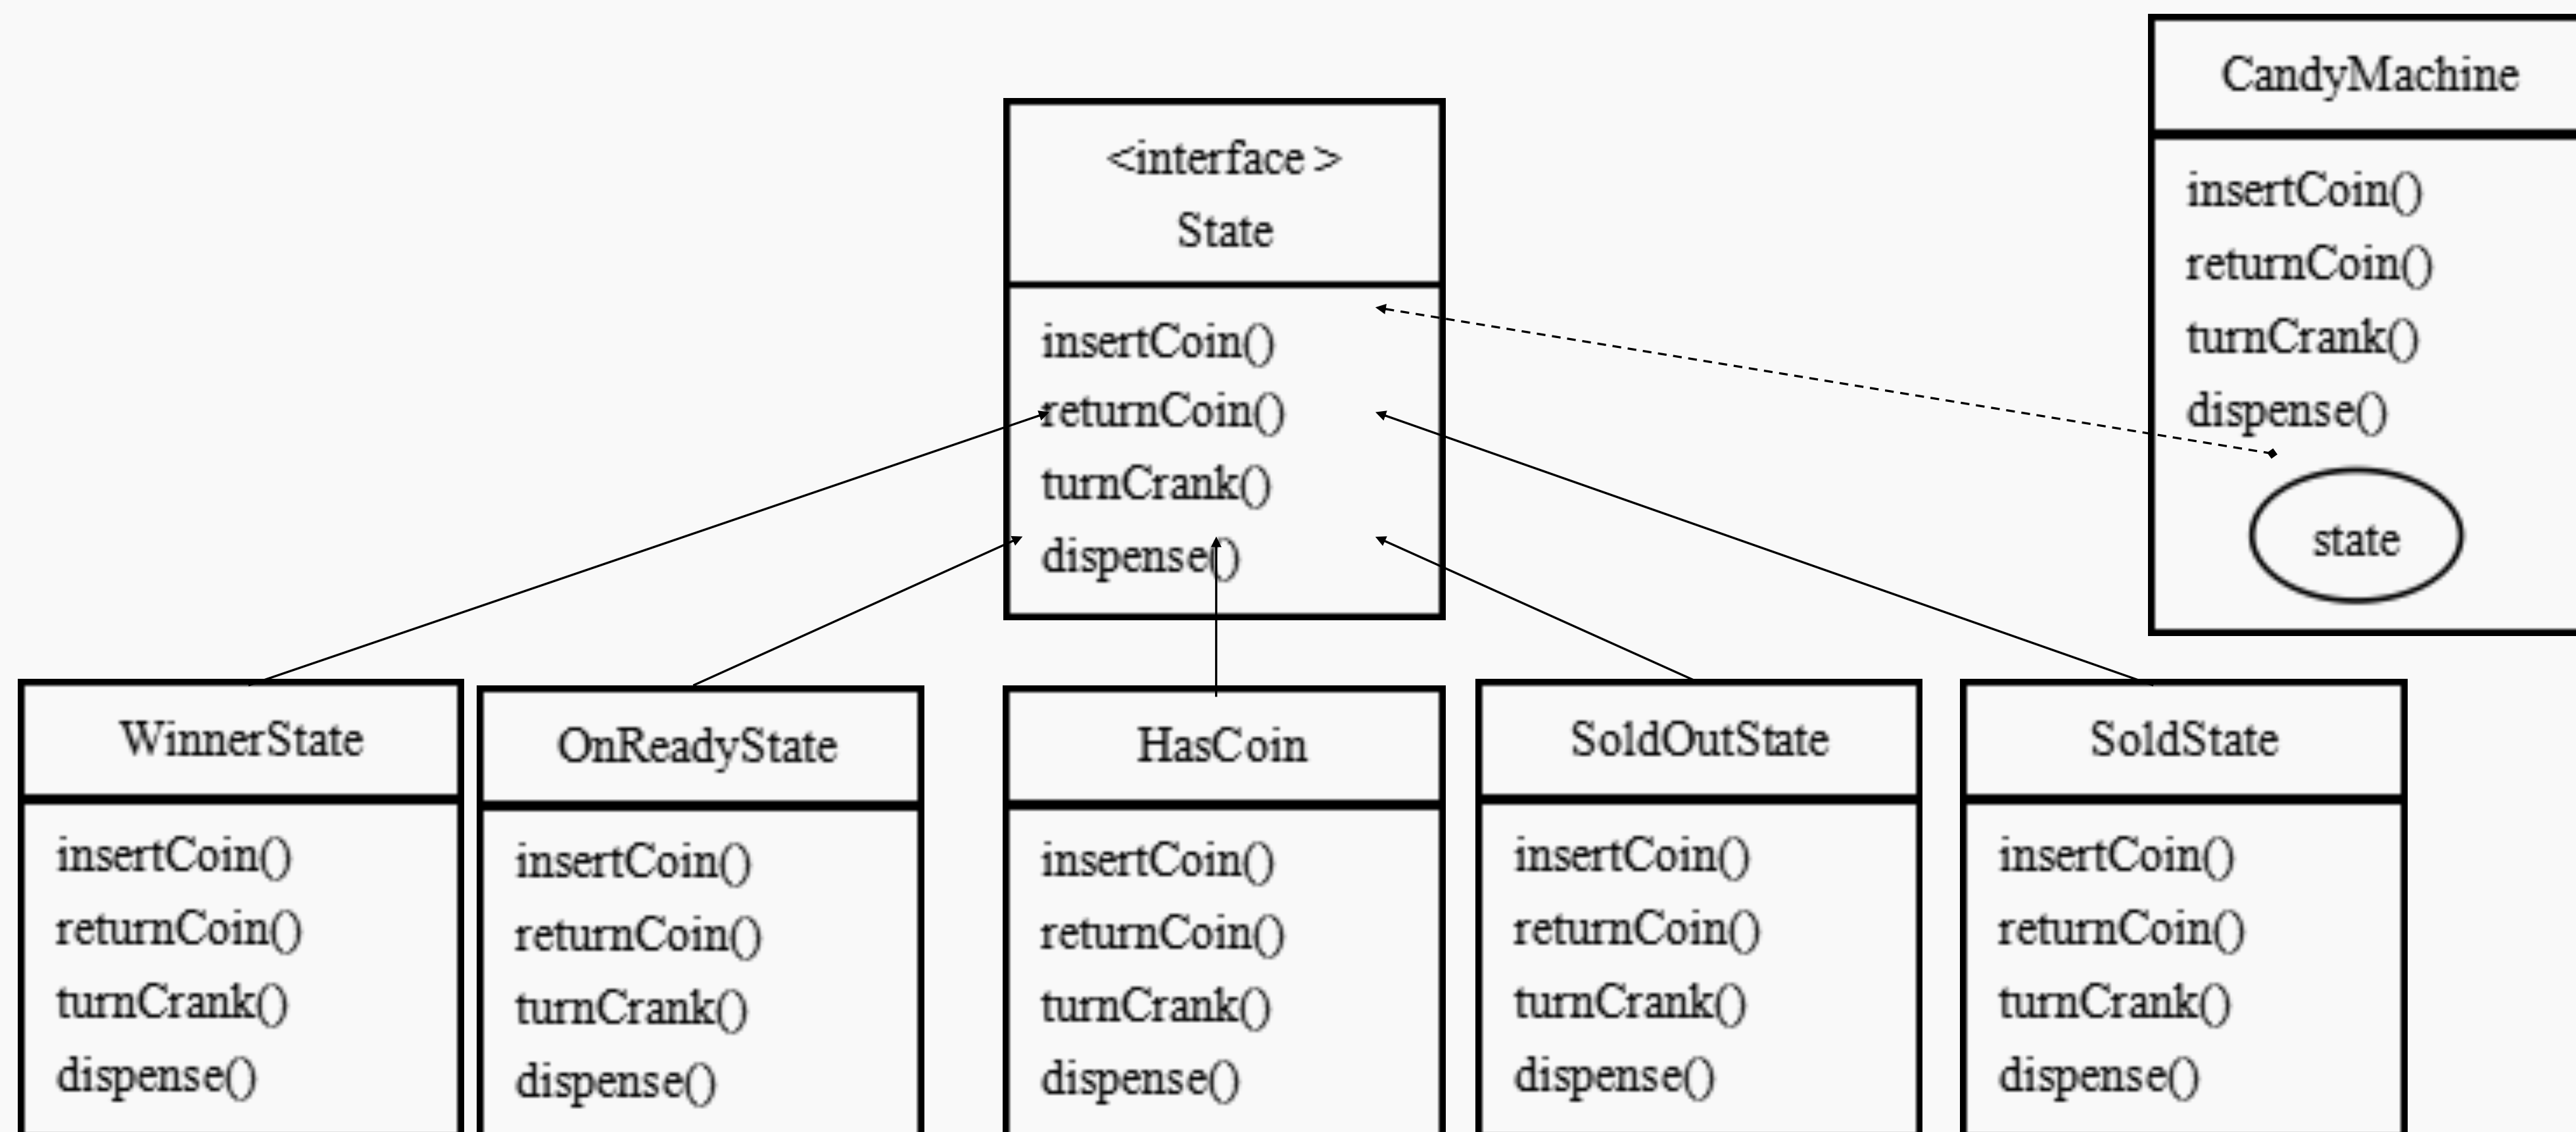 CandyMachine
insertCoin()
returnCoin()
turnCrank()
dispense()
state
<interface >
State
insertCoin()
returnCoin()
turnCrank()
dispense()
WinnerState
insertCoin()
returnCoin()
turnCrank()
dispense()
OnReadyState
insertCoin()
returnCoin()
turnCrank()
dispense()
HasCoin
insertCoin()
returnCoin()
turnCrank()
dispense()
SoldOutState
insertCoin()
returnCoin()
turnCrank()
dispense()
SoldState
insertCoin()
returnCoin()
turnCrank()
dispense()